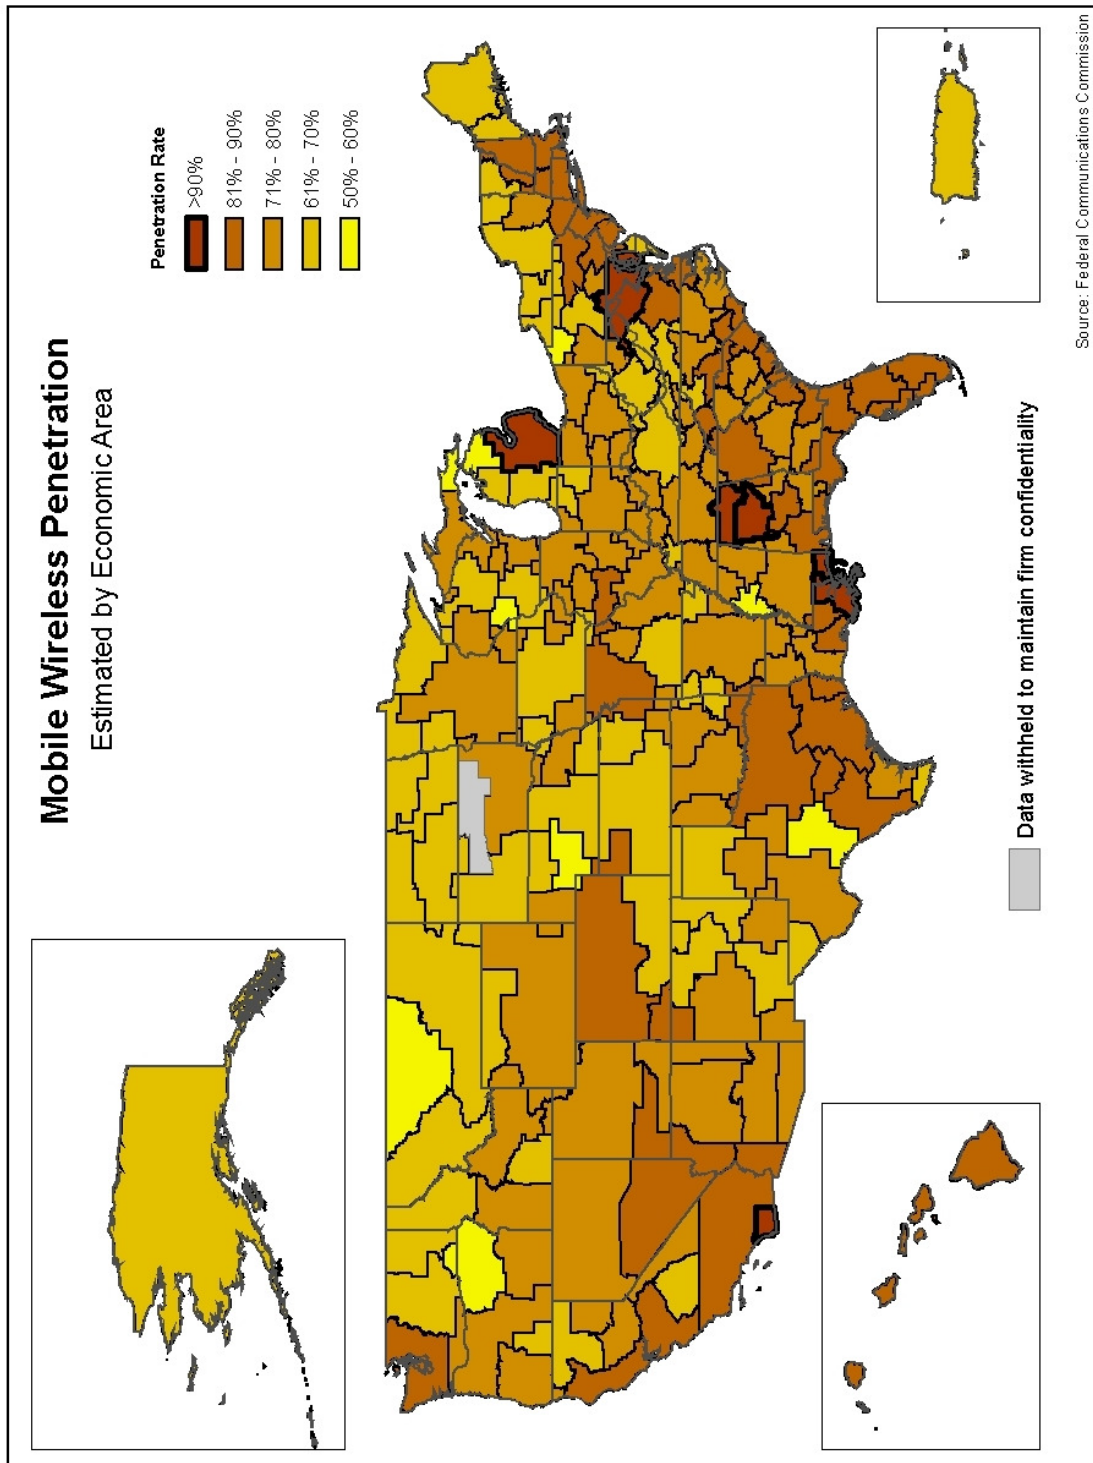 Mobile Wireless Penetration
Estimated by Economic Area
Penetration Rate
>90%
81% - 90%
71% - 80%
61% - 70%
50% - 60%
Data withheld to maintain firm confidentiality
Source: Federal Communications Commission